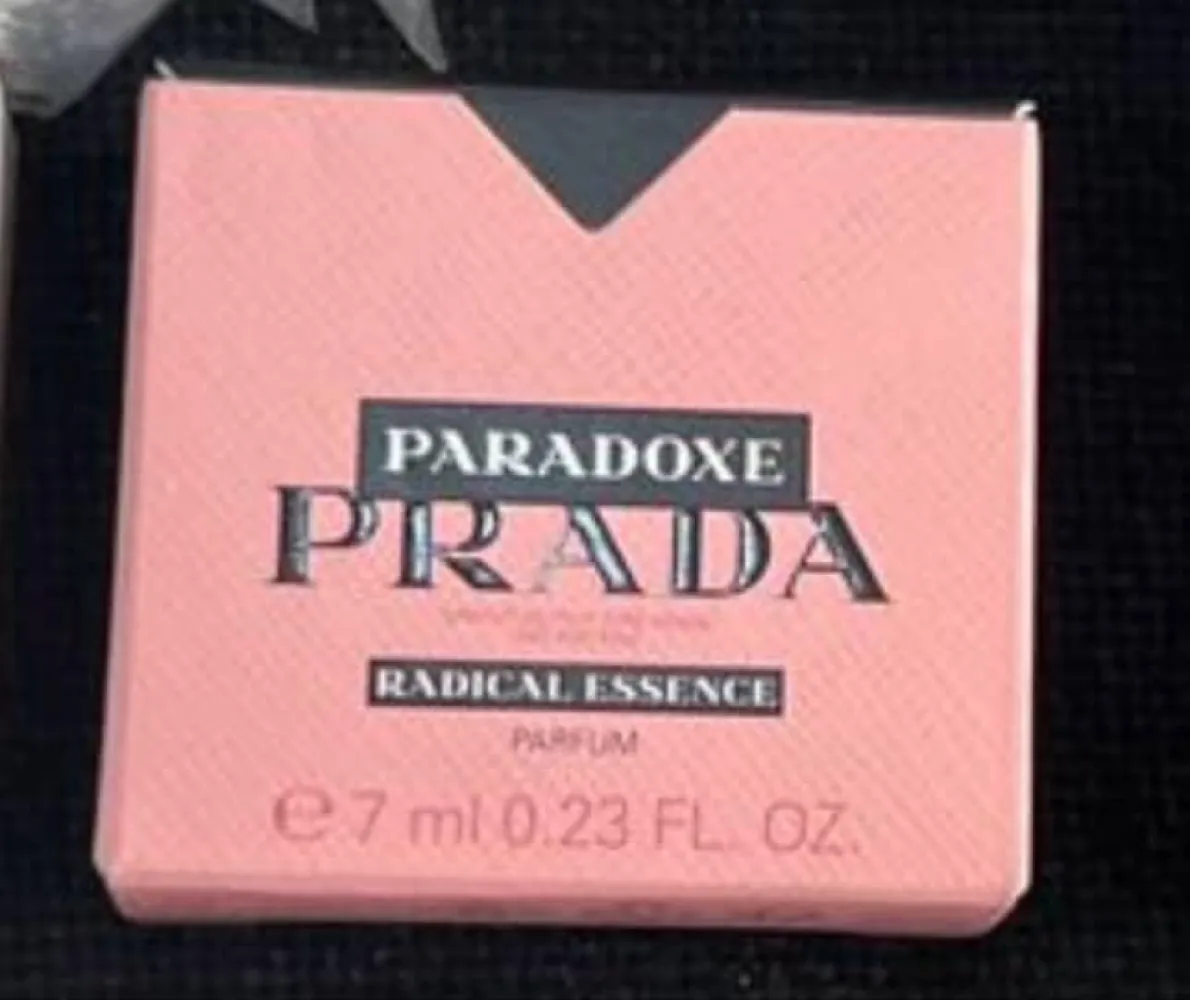 PARADOXE
PRADA
RADICAL ESSENCE
PARFUM
℮ 7 ml 0.23 FL. OZ.